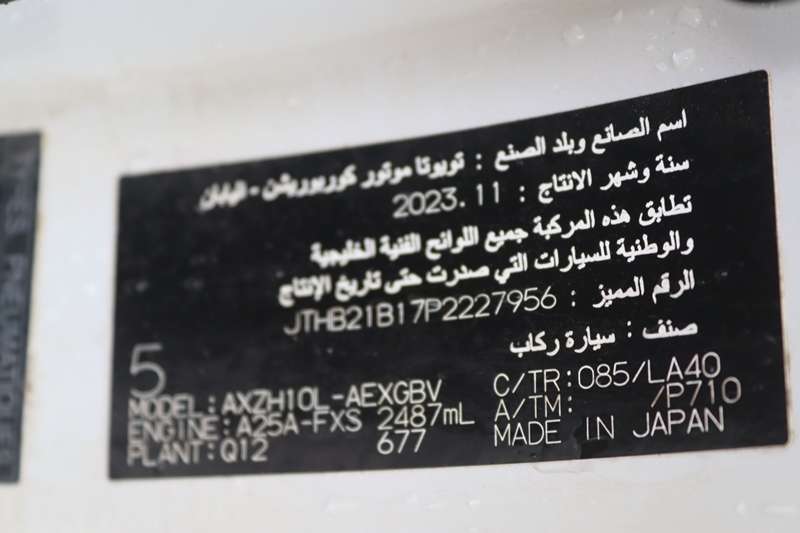 اسم الصانع وبلد الصنع : تويوتا موتور كوربوريشن - اليابان
سنة وشهر الانتاج : 2023.11
تطابق هذه المركبة جميع اللوائح الفنية الخليجية
والوطنية للسيارات التي صدرت حتى تاريخ الإنتاج
الرقم المميز : JTHB21B17P2227956
صنف : سيارة ركاب
5
MODEL:AXZH10L-AEXGBV C/TR:085/LA40
ENGINE:A25A-FXS 2487mL A/TM: /P710
PLANT:Q12 677 MADE IN JAPAN
PNEUMATIQUES